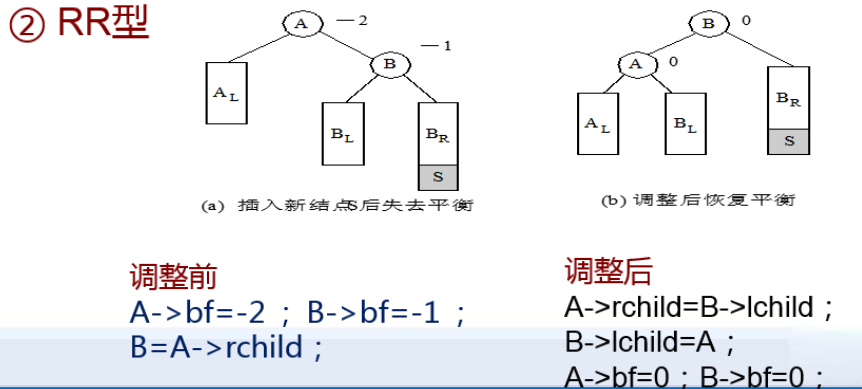 ② RR型
A —2
B —1
A_L
B_L
B_R
S
(a) 插入新结点S后失去平衡
B 0
A 0
A_L
B_L
B_R
S
(b) 调整后恢复平衡
调整前
A->bf=-2 ；B->bf=-1 ；
B=A->rchild ；
调整后
A->rchild=B->lchild ；
B->lchild=A ；
A->bf=0 ；B->bf=0 ；